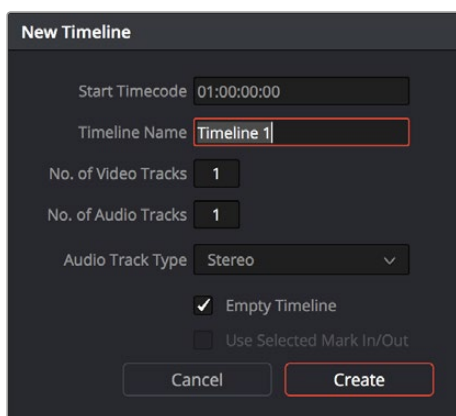 New Timeline
Start Timecode 01:00:00:00
Timeline Name Timeline 1
No. of Video Tracks 1
No. of Audio Tracks 1
Audio Track Type Stereo
Empty Timeline
Use Selected Mark In/Out
Cancel Create